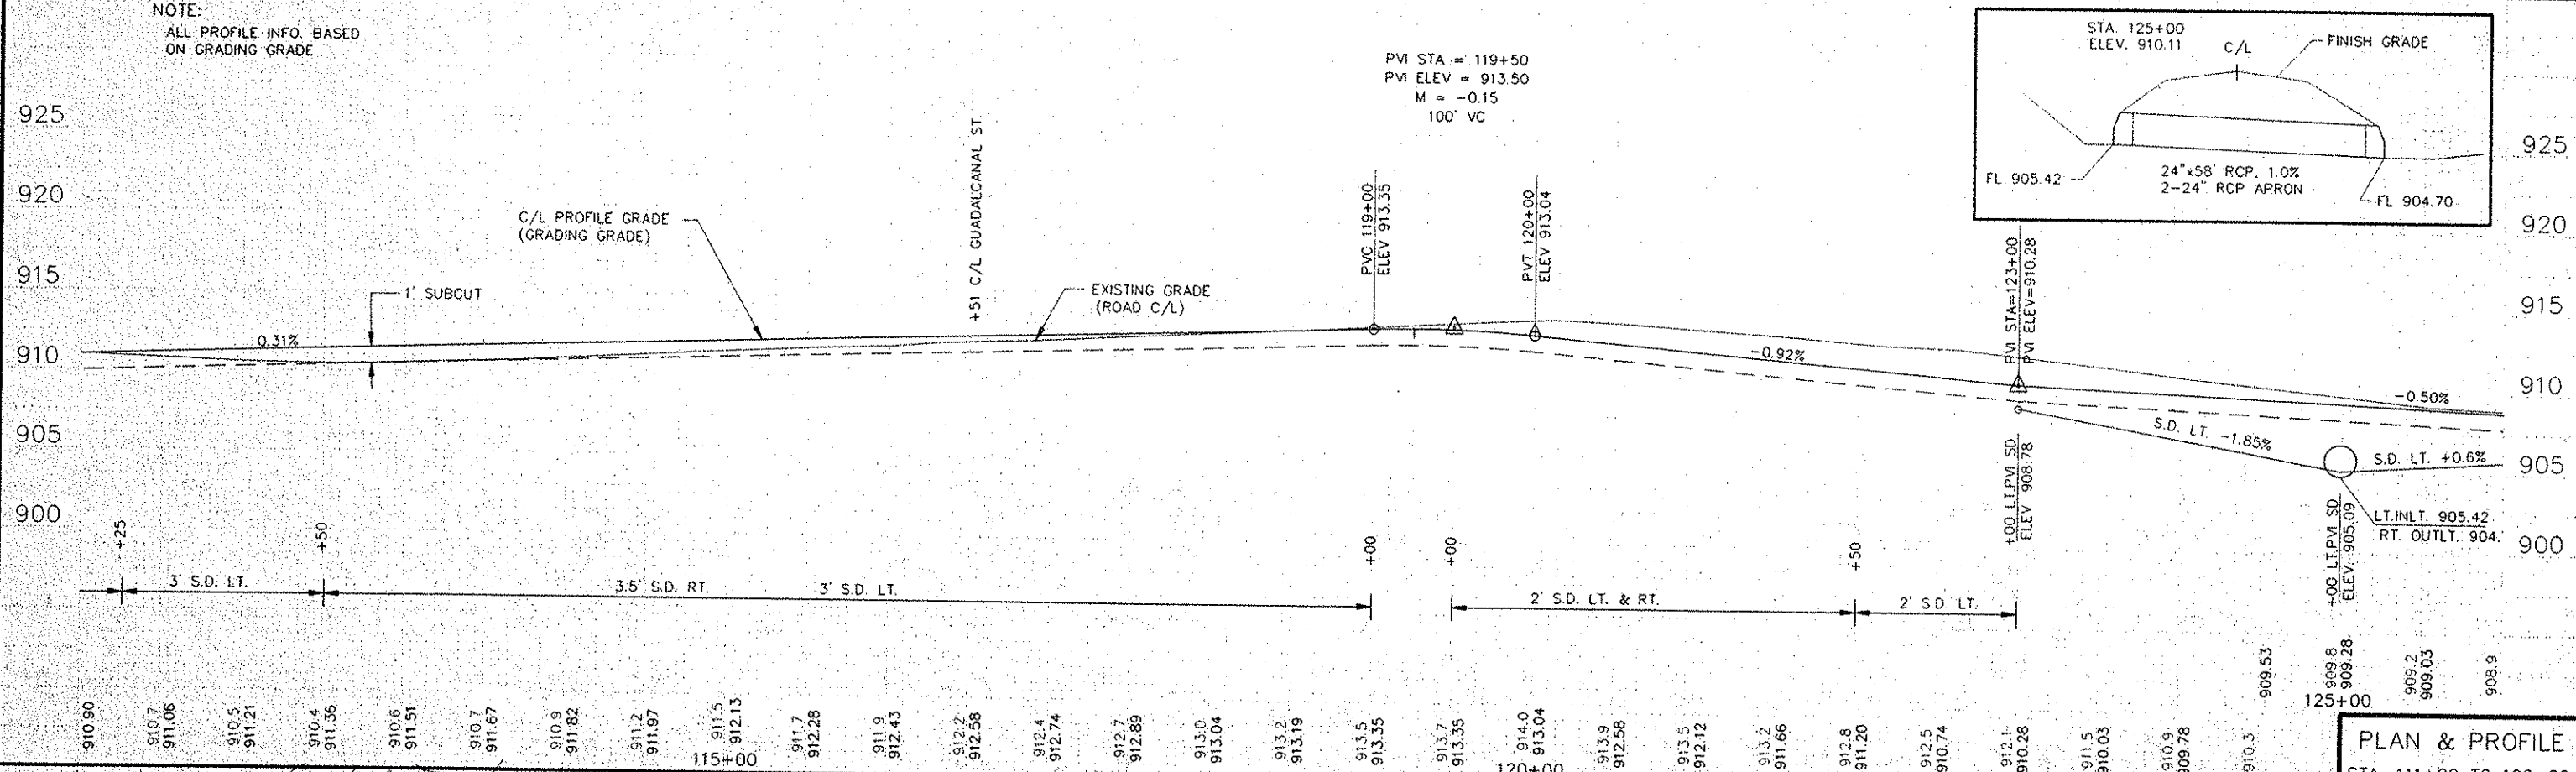 NOTE:
ALL PROFILE INFO. BASED
ON GRADING GRADE
PVI STA = 119+50
PVI ELEV = 913.50
M = -0.15
100' VC
STA. 125+00
ELEV. 910.11
C/L
FINISH GRADE
FL 905.42
24"x58' RCP. 1.0%
2-24" RCP APRON
FL 904.70
925
920
915
910
905
900
925
920
915
910
905
900
C/L PROFILE GRADE
(GRADING GRADE)
+51 C/L GUADALCANAL ST.
1' SUBCUT
EXISTING GRADE
(ROAD C/L)
PVC 119+00
ELEV 913.35
PVT 120+00
ELEV 913.04
PVI STA=123+00
PVI ELEV=910.28
0.31%
-0.92%
-0.50%
S.D. LT. -1.85%
S.D. LT. +0.6%
+00 LT.PVI SD
ELEV 908.78
+00 LT.PVI SD
ELEV. 905.09
LT.INLT. 905.42
RT. OUTLT. 904.
+25
+50
+00
+00
+50
3' S.D. LT.
3.5' S.D. RT.
3' S.D. LT.
2' S.D. LT. & RT.
2' S.D. LT.
910.90
910.7
911.06
910.5
911.21
910.4
911.36
910.6
911.51
910.7
911.67
910.9
911.82
911.2
911.97
911.5
912.13
115+00
911.7
912.28
911.9
912.43
912.2
912.58
912.4
912.74
912.7
912.89
913.0
913.04
913.2
913.19
913.5
913.35
913.7
913.35
914.0
913.04
120+00
913.9
912.58
913.5
912.12
913.2
911.66
912.8
911.20
912.5
910.74
912.1
910.28
911.5
910.03
910.9
909.78
910.3
909.53
909.8
909.28
125+00
909.2
909.03
908.9
PLAN & PROFILE